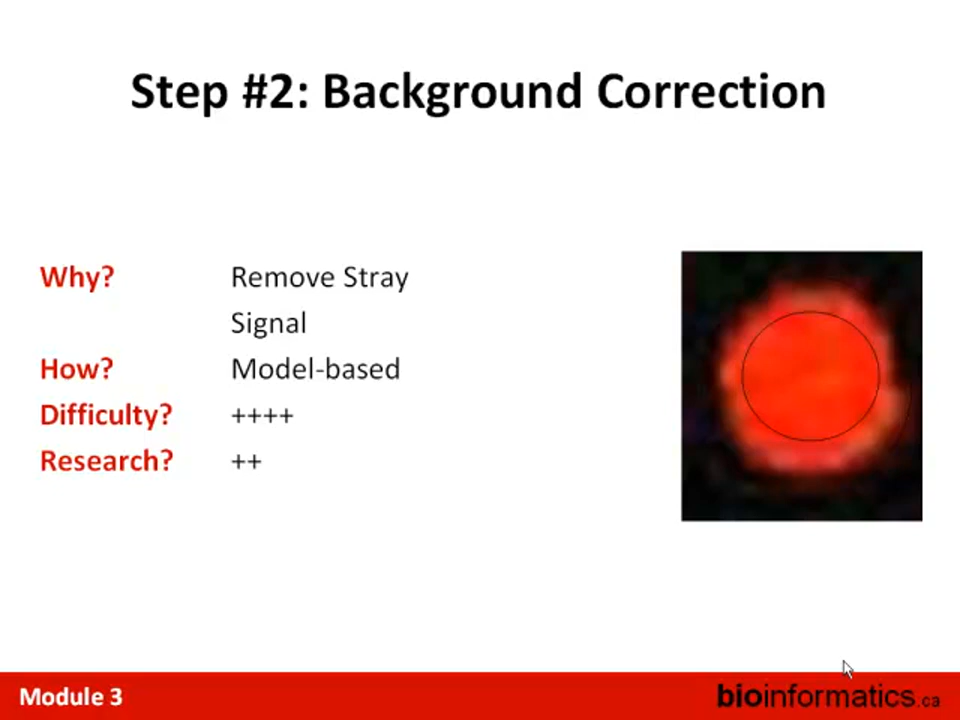 Step #2: Background Correction
Why? Remove Stray
Signal
How? Model-based
Difficulty? ++++
Research? ++
Module 3
bioinformatics.ca